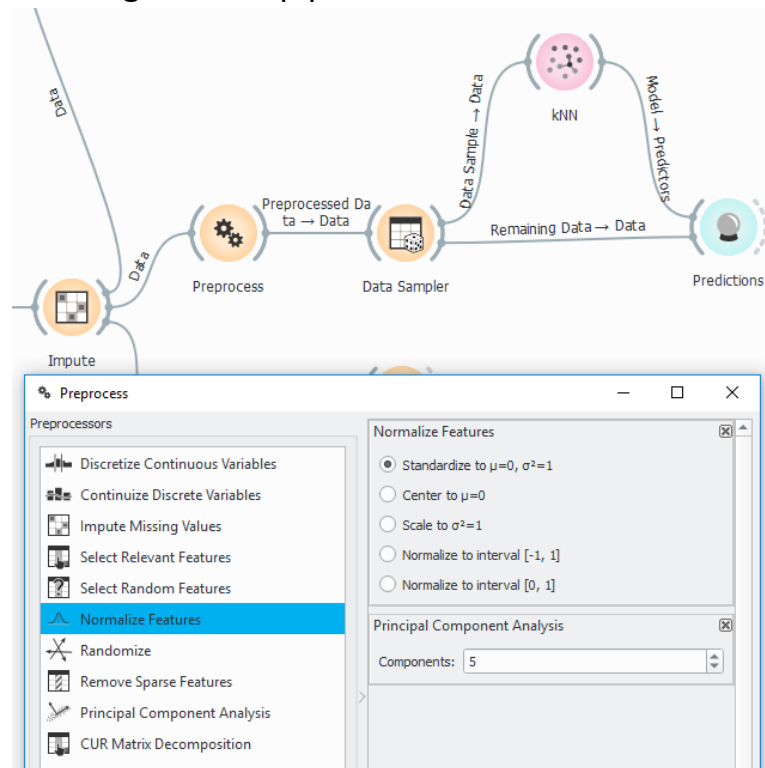 Data
Data Sample → Data
kNN
Model → Predictors
Preprocessed Da
ta → Data
Remaining Data → Data
Data
Preprocess
Data Sampler
Predictions
Impute
Preprocess
Preprocessors
Discretize Continuous Variables
Continuize Discrete Variables
Impute Missing Values
Select Relevant Features
Select Random Features
Normalize Features
Randomize
Remove Sparse Features
Principal Component Analysis
CUR Matrix Decomposition
Normalize Features
Standardize to μ=0, σ²=1
Center to μ=0
Scale to σ²=1
Normalize to interval [-1, 1]
Normalize to interval [0, 1]
Principal Component Analysis
Components: 5